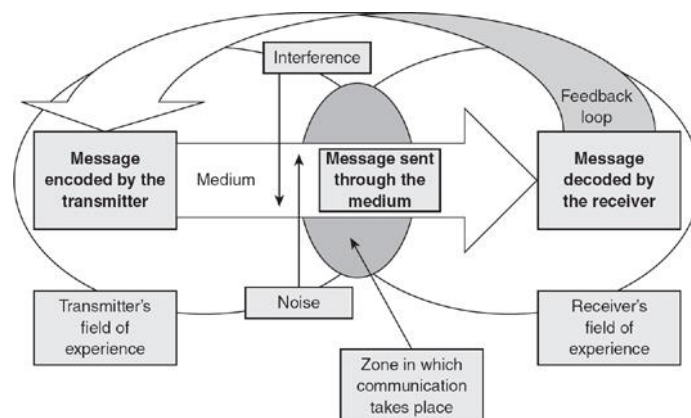 Interference
Feedback
loop
Message
encoded by the
transmitter
Medium
Message sent
through the
medium
Message
decoded by
the receiver
Transmitter's
field of
experience
Noise
Receiver's
field of
experience
Zone in which
communication
takes place